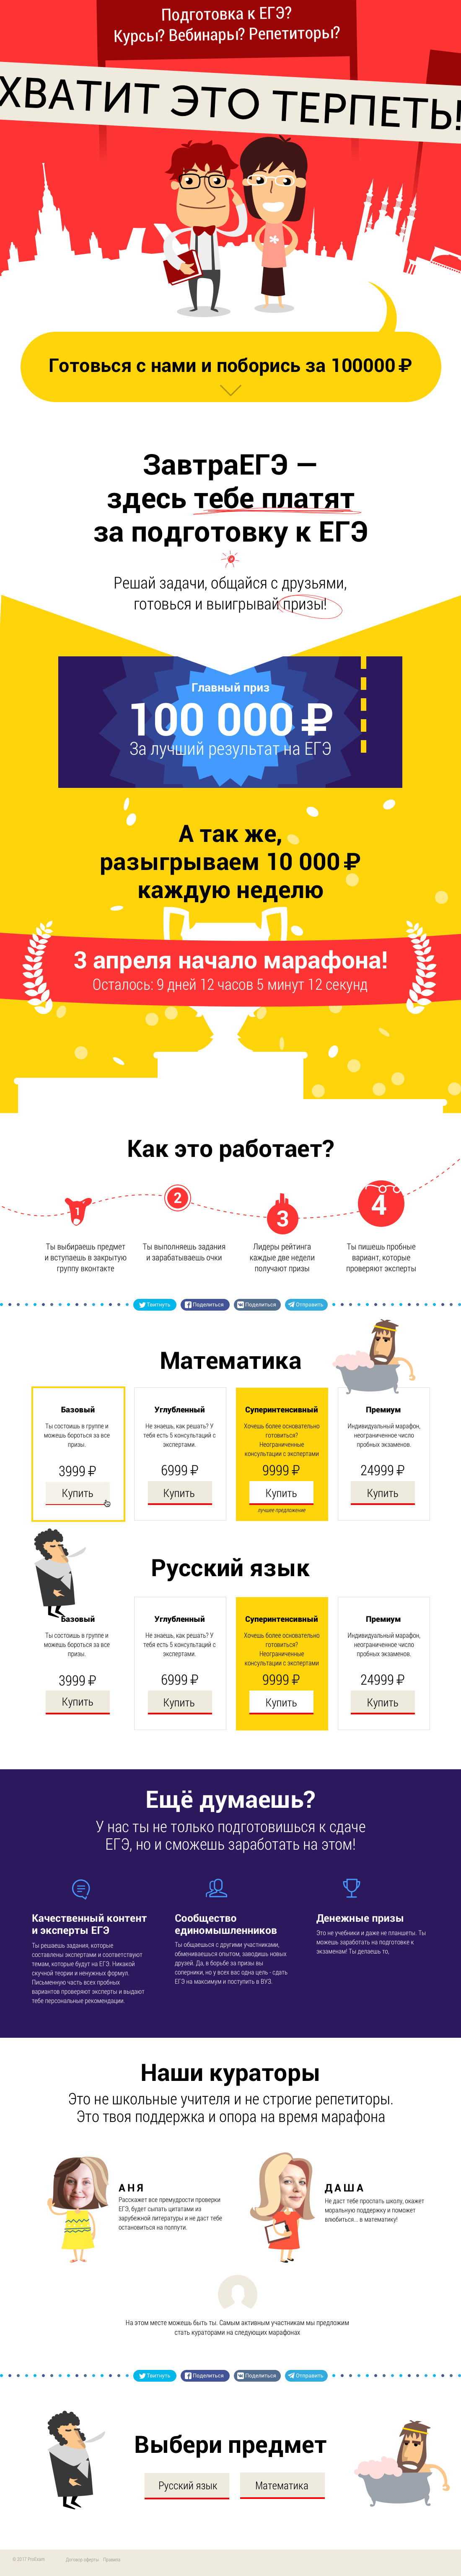 Подготовка к ЕГЭ?
Курсы? Вебинары? Репетиторы?
ХВАТИТ ЭТО ТЕРПЕТЬ!
Готовься с нами и поборись за 100000 ₽
ЗавтраЕГЭ —
здесь тебе платят
за подготовку к ЕГЭ
Решай задачи, общайся с друзьями,
готовься и выигрывай призы!
Главный приз
100 000 ₽
За лучший результат на ЕГЭ
А так же,
разыгрываем 10 000 ₽
каждую неделю
3 апреля начало марафона!
Осталось: 9 дней 12 часов 5 минут 12 секунд
Как это работает?
1
2
3
4
Ты выбираешь предмет
и вступаешь в закрытую
группу вконтакте
Ты выполняешь задания
и зарабатываешь очки
Лидеры рейтинга
каждые две недели
получают призы
Ты пишешь пробные
вариант, которые
проверяют эксперты
Твитнуть
Поделиться
Поделиться
Отправить
Математика
Базовый
Ты состоишь в группе и
можешь бороться за все
призы.
3999 ₽
Купить
Углубленный
Не знаешь, как решать? У
тебя есть 5 консультаций с
экспертами.
6999 ₽
Купить
Суперинтенсивный
Хочешь более основательно
готовиться?
Неограниченные
консультации с экспертами
9999 ₽
Купить
лучшее предложение
Премиум
Индивидуальный марафон,
неограниченное число
пробных экзаменов.
24999 ₽
Купить
Русский язык
Базовый
Ты состоишь в группе и
можешь бороться за все
призы.
3999 ₽
Купить
Углубленный
Не знаешь, как решать? У
тебя есть 5 консультаций с
экспертами.
6999 ₽
Купить
Суперинтенсивный
Хочешь более основательно
готовиться?
Неограниченные
консультации с экспертами
9999 ₽
Купить
Премиум
Индивидуальный марафон,
неограниченное число
пробных экзаменов.
24999 ₽
Купить
Ещё думаешь?
У нас ты не только подготовишься к сдаче
ЕГЭ, но и сможешь заработать на этом!
Качественный контент
и эксперты ЕГЭ
Ты решаешь задания, которые
составлены экспертами и соответствуют
темам, которые будут на ЕГЭ. Никакой
скучной теории и ненужных формул.
Письменную часть всех пробных
вариантов проверяют эксперты и выдают
тебе персональные рекомендации.
Сообщество
единомышленников
Ты общаешься с другими участниками,
обмениваешься опытом, заводишь новых
друзей. Да, в борьбе за призы вы
соперники, но у всех вас одна цель - сдать
ЕГЭ на максимум и поступить в ВУЗ.
Денежные призы
Это не учебники и даже не планшеты. Ты
можешь заработать на подготовке к
экзаменам! Ты делаешь то,
Наши кураторы
Это не школьные учителя и не строгие репетиторы.
Это твоя поддержка и опора на время марафона
АНЯ
Расскажет все премудрости проверки
ЕГЭ, будет сыпать цитатами из
зарубежной литературы и не даст тебе
остановиться на полпути.
ДАША
Не даст тебе проспать школу, окажет
моральную поддержку и поможет
влюбиться... в математику!
На этом месте можешь быть ты. Самым активным участникам мы предложим
стать кураторами на следующих марафонах
Твитнуть
Поделиться
Поделиться
Отправить
Выбери предмет
Русский язык
Математика
© 2017 ProExam
Договор оферты
Правила